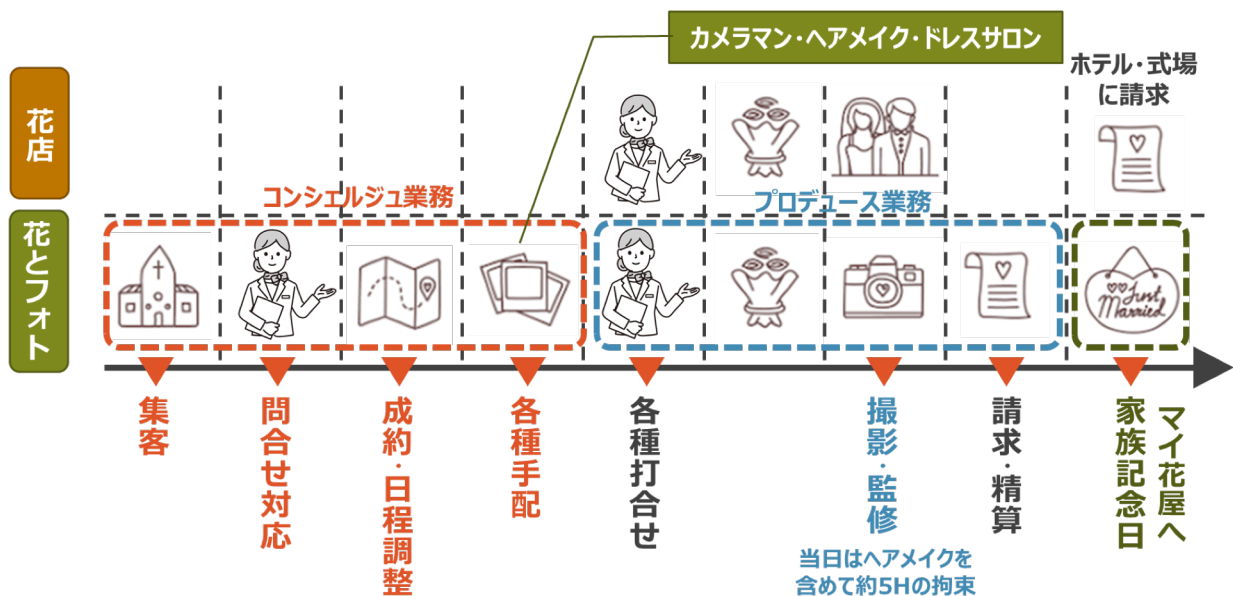 カメラマン・ヘアメイク・ドレスサロン
ホテル・式場
に請求
花店
コンシェルジュ業務
プロデュース業務
花とフォト
Just
Married
集客
問合せ対応
成約・日程調整
各種手配
各種打合せ
撮影・監修
請求・精算
マイ花屋へ
家族記念日
当日はヘアメイクを
含めて約5Hの拘束